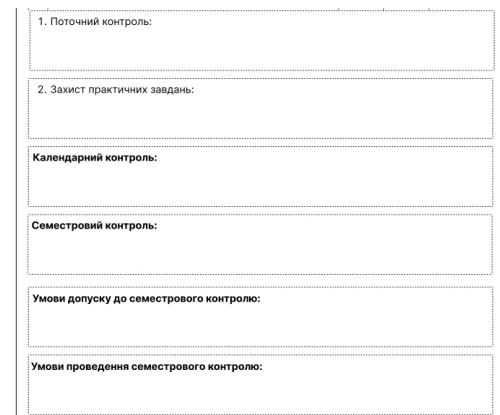 1. Поточний контроль:
2. Захист практичних завдань:
Календарний контроль:
Семестровий контроль:
Умови допуску до семестрового контролю:
Умови проведення семестрового контролю: